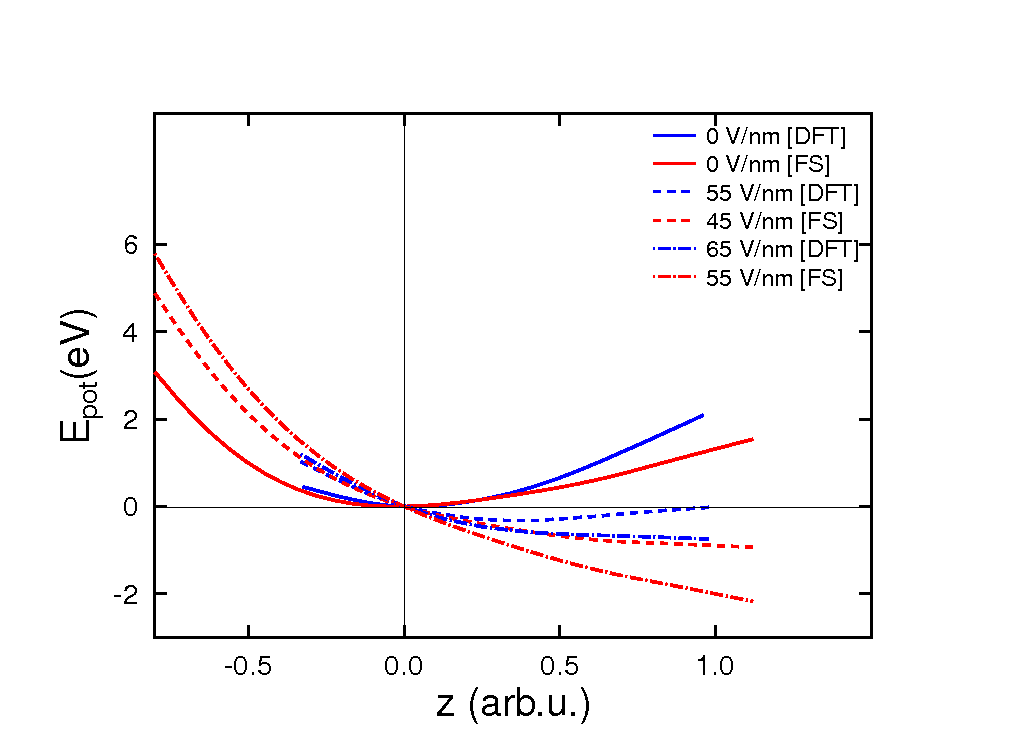 0 V/nm [DFT]
0 V/nm [FS]
55 V/nm [DFT]
45 V/nm [FS]
65 V/nm [DFT]
55 V/nm [FS]
6
4
2
0
-2
E_pot(eV)
-0.5 0.0 0.5 1.0
z (arb.u.)